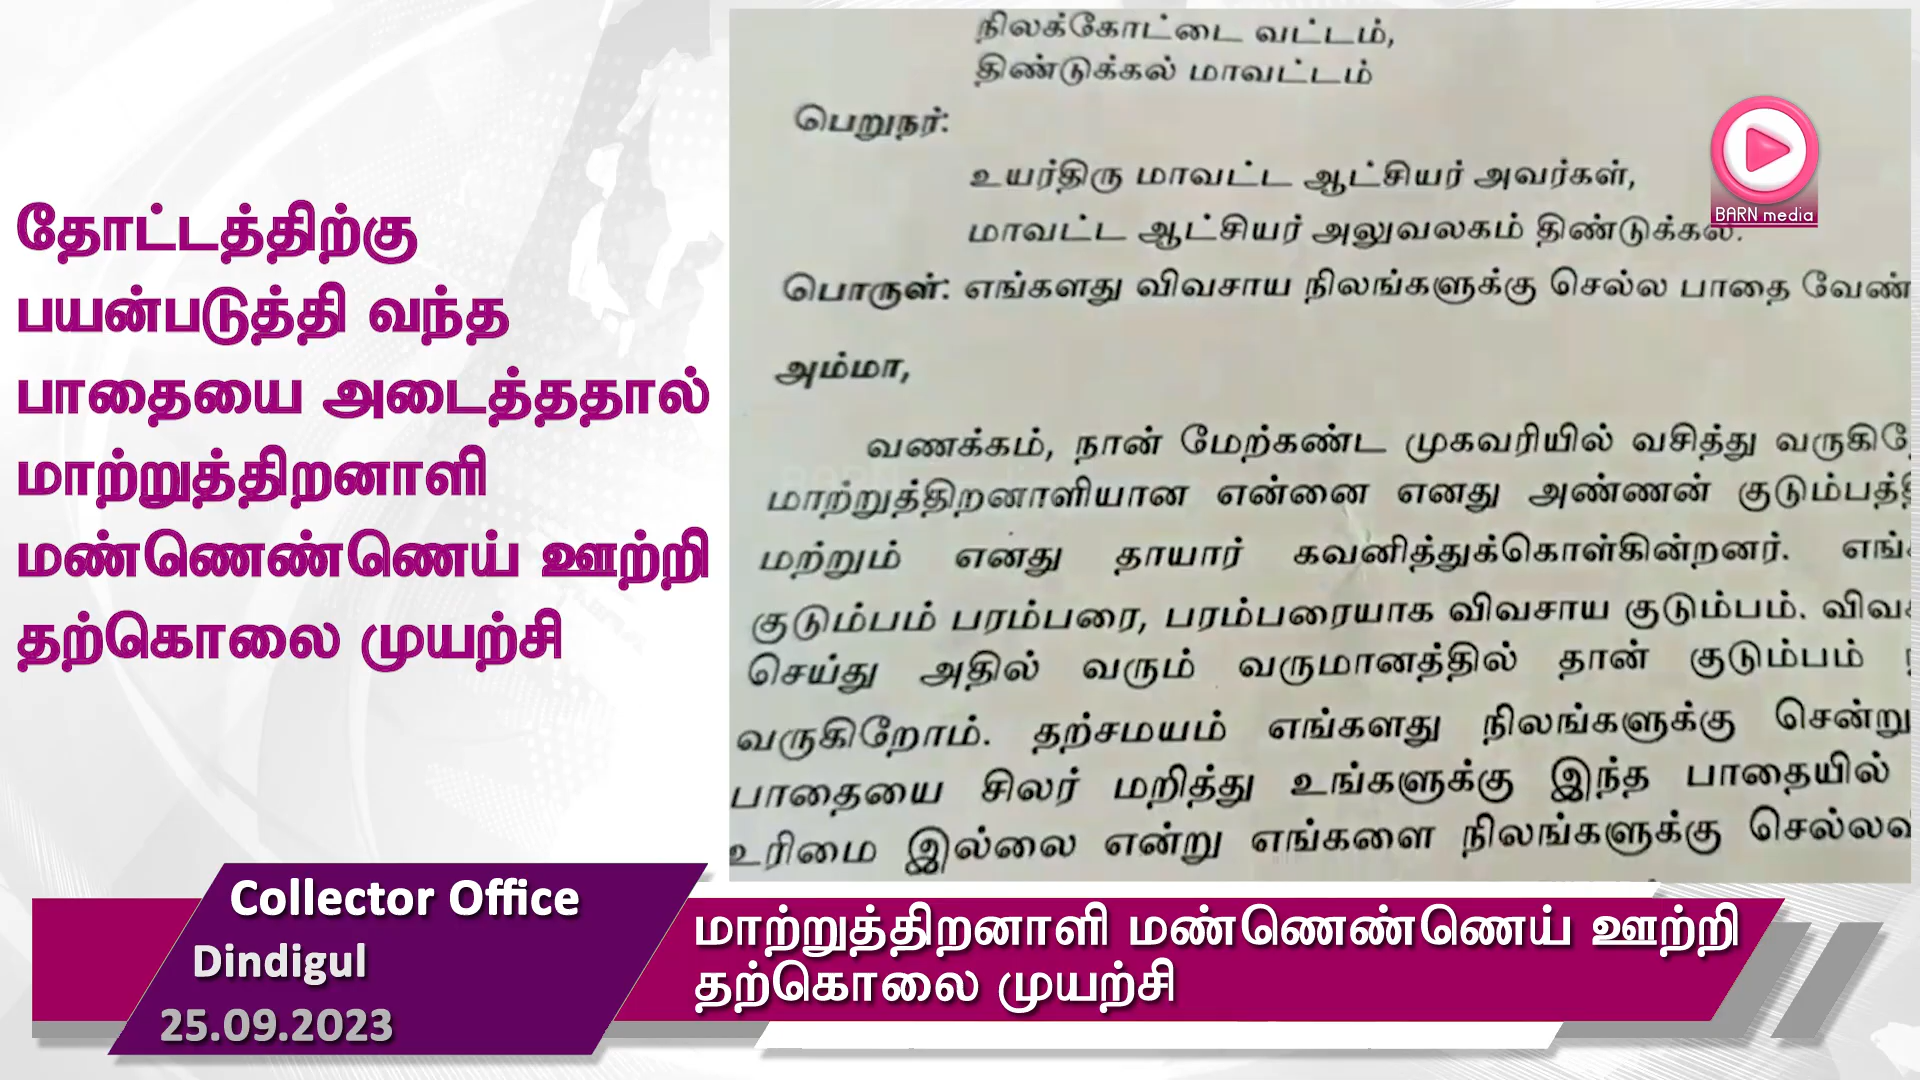 தோட்டத்திற்கு
பயன்படுத்தி வந்த
பாதையை அடைத்ததால்
மாற்றுத்திறனாளி
மண்ணெண்ணெய் ஊற்றி
தற்கொலை முயற்சி
நிலக்கோட்டை வட்டம்,
திண்டுக்கல் மாவட்டம்
பெறுநர்:
உயர்திரு மாவட்ட ஆட்சியர் அவர்கள்,
மாவட்ட ஆட்சியர் அலுவலகம் திண்டுக்கல்.
பொருள்: எங்களது விவசாய நிலங்களுக்கு செல்ல பாதை வேண்
அம்மா,
வணக்கம், நான் மேற்கண்ட முகவரியில் வசித்து
மாற்றுத்திறனாளியான என்னை எனது அண்ணன்
மற்றும் எனது தாயார் கவனித்துக்கொள்கின்றனர்.
குடும்பம் பரம்பரை, பரம்பரையாக விவசாய குடும்பம்.
செய்து அதில் வரும் வருமானத்தில் தான் குடும்பம்
வருகிறோம். தற்சமயம் எங்களது நிலங்களுக்கு சென்று
பாதையை சிலர் மறித்து உங்களுக்கு இந்த பாதையில்
உரிமை இல்லை என்று எங்களை நிலங்களுக்கு
BARN media
Collector Office
Dindigul
25.09.2023
மாற்றுத்திறனாளி மண்ணெண்ணெய் ஊற்றி
தற்கொலை முயற்சி